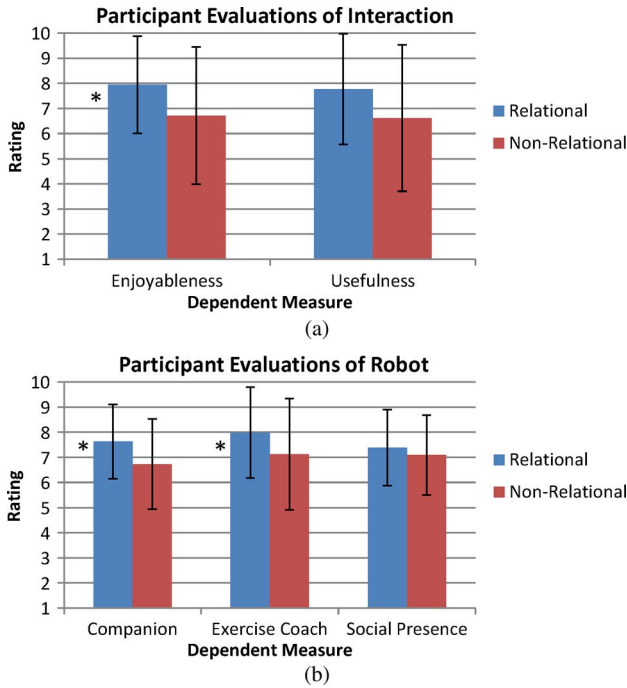 Participant Evaluations of Interaction
10
9
8
7
6
5
4
3
2
1
Rating
*
Enjoyableness Usefulness
Dependent Measure
Relational
Non-Relational
(a)
Participant Evaluations of Robot
10
9
8
7
6
5
4
3
2
1
Rating
* *
Companion Exercise Coach Social Presence
Dependent Measure
Relational
Non-Relational
(b)